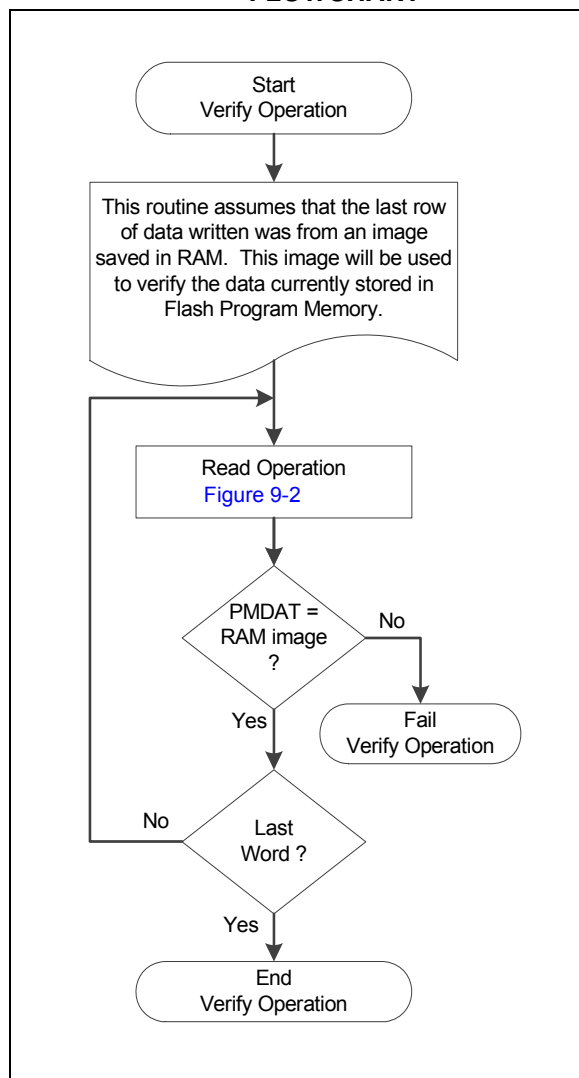 Start
Verify Operation
This routine assumes that the last row
of data written was from an image
saved in RAM. This image will be used
to verify the data currently stored in
Flash Program Memory.
Read Operation
Figure 9-2
PMDAT =
RAM image
?
No
Yes
Fail
Verify Operation
No
Last
Word ?
Yes
End
Verify Operation